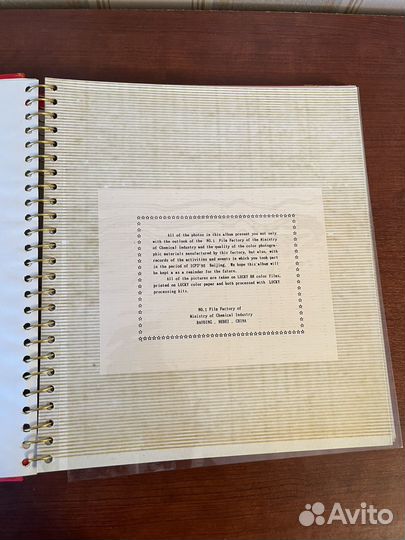 All of the photos in this album present you not only
with the outlook of the NO.1 Film Factory of the Ministry
of Chemical Industry and the quality of the color photogra-
phic materials manufactured by this factory, but also, with
records of the activities and events in which you took part
in the period of ICPS'90 Beijing. We hope this album will
be kept a as a reminder for the future.
All of the pictures are taken on LUCKY BR color films,
printed on LUCKY color paper and both processed with LUCKY
processing kits.
NO.1 Film Factory of
Ministry of Chemical Industry
BAODING , HEBEI , CHINA
Avito